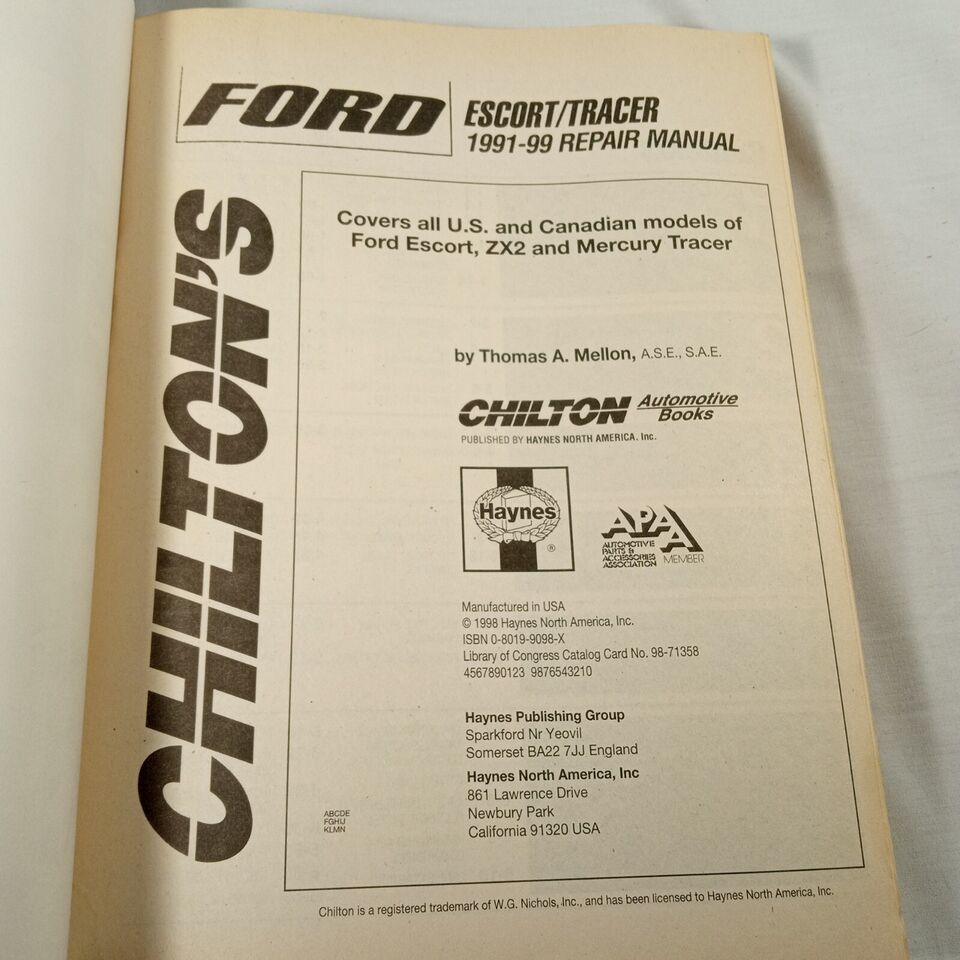 FORD
ESCORT/TRACER
1991-99 REPAIR MANUAL
CHILTON'S
Covers all U.S. and Canadian models of
Ford Escort, ZX2 and Mercury Tracer
by Thomas A. Mellon, A.S.E., S.A.E.
CHILTON Automotive
Books
PUBLISHED BY HAYNES NORTH AMERICA. Inc.
Haynes
®
APAA
AUTOMOTIVE
PARTS &
ACCESSORIES
ASSOCIATION
MEMBER
Manufactured in USA
© 1998 Haynes North America, Inc.
ISBN 0-8019-9098-X
Library of Congress Catalog Card No. 98-71358
4567890123 9876543210
Haynes Publishing Group
Sparkford Nr Yeovil
Somerset BA22 7JJ England
Haynes North America, Inc
861 Lawrence Drive
Newbury Park
California 91320 USA
ABCDE
FGHIJ
KLMN
Chilton is a registered trademark of W.G. Nichols, Inc., and has been licensed to Haynes North America, Inc.